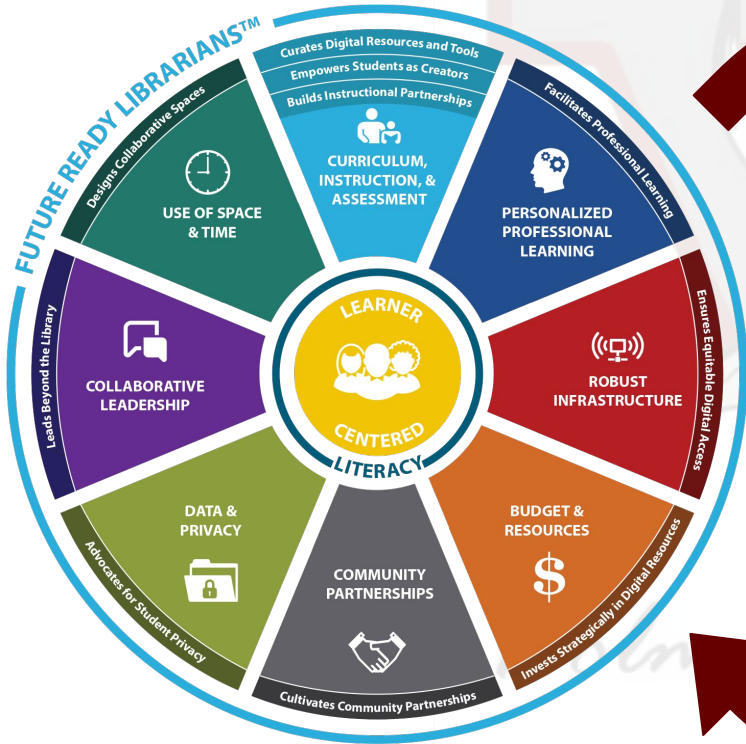 FUTURE READY LIBRARIANS™
Curates Digital Resources and Tools
Empowers Students as Creators
Builds Instructional Partnerships
CURRICULUM,
INSTRUCTION, &
ASSESSMENT
Facilitates Professional Learning
PERSONALIZED
PROFESSIONAL
LEARNING
Ensures Equitable Digital Access
ROBUST
INFRASTRUCTURE
Invests Strategically in Digital Resources
BUDGET &
RESOURCES
$
Cultivates Community Partnerships
COMMUNITY
PARTNERSHIPS
Advocates for Student Privacy
DATA &
PRIVACY
Leads Beyond the Library
COLLABORATIVE
LEADERSHIP
Designs Collaborative Spaces
USE OF SPACE
& TIME
LEARNER
CENTERED
LITERACY